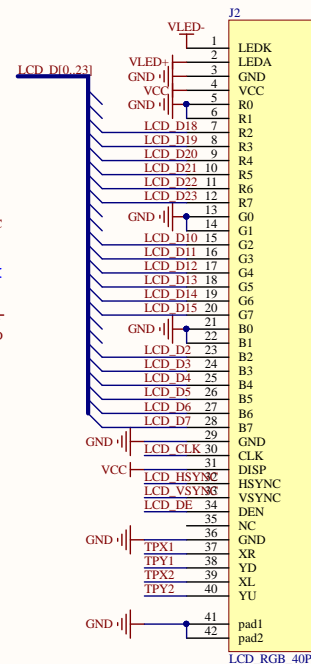 J2
VLED-
1 LEDK
LCD_D[0..23]
VLED+ 2 LEDA
GND 3 GND
VCC 4 VCC
GND 5 R0
6 R1
LCD_D18 7 R2
LCD_D19 8 R3
LCD_D20 9 R4
LCD_D21 10 R5
LCD_D22 11 R6
LCD_D23 12 R7
GND 13 G0
14 G1
LCD_D10 15 G2
LCD_D11 16 G3
LCD_D12 17 G4
LCD_D13 18 G5
LCD_D14 19 G6
LCD_D15 20 G7
GND 21 B0
22 B1
LCD_D2 23 B2
LCD_D3 24 B3
LCD_D4 25 B4
LCD_D5 26 B5
LCD_D6 27 B6
LCD_D7 28 B7
GND 29 GND
LCD_CLK 30 CLK
VCC 31 DISP
LCD_HSYNC 32 HSYNC
LCD_VSYNC 33 VSYNC
LCD_DE 34 DEN
35 NC
GND 36 GND
TPX1 37 XR
TPY1 38 YD
TPX2 39 XL
TPY2 40 YU
GND 41 pad1
42 pad2
LCD_RGB_40P